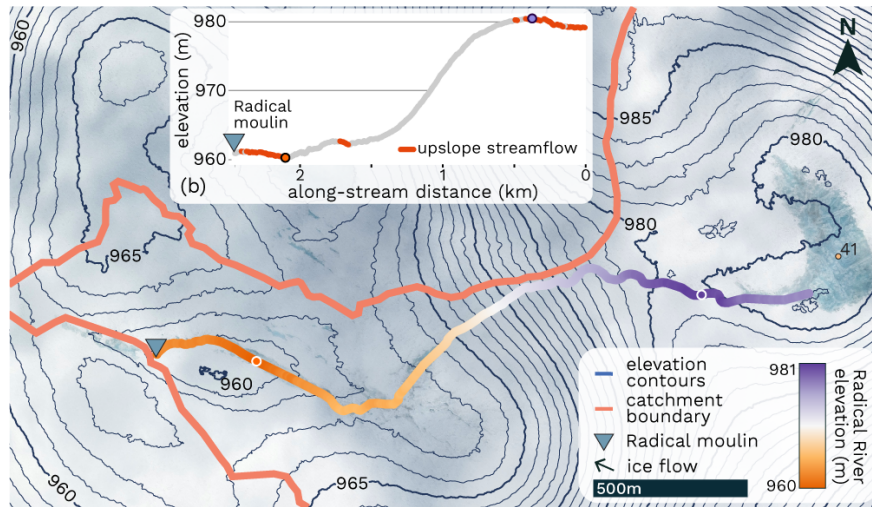 960
980
970
960
elevation (m)
Radical
moulin
upslope streamflow
(b)
2
1
0
along-stream distance (km)
N
985
980
980
41
965
960
965
960
elevation
contours
catchment
boundary
Radical moulin
ice flow
500m
981
960
Radical River
elevation (m)